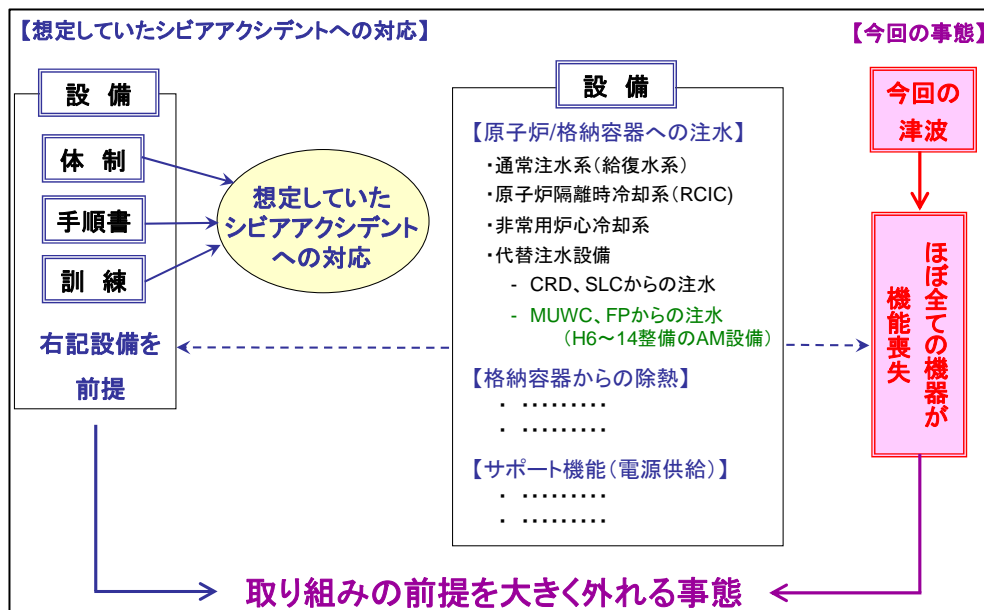 【想定していたシビアアクシデントへの対応】
設 備
体 制
手順書
訓 練
右記設備を
前提
想定していた
シビアアクシデント
への対応
設 備
【原子炉/格納容器への注水】
・通常注水系(給復水系)
・原子炉隔離時冷却系(RCIC)
・非常用炉心冷却系
・代替注水設備
- CRD、SLCからの注水
- MUWC、FPからの注水
(H6～14整備のAM設備)
【格納容器からの除熱】
・ ・・・・・・・・・
・ ・・・・・・・・・
【サポート機能(電源供給)】
・ ・・・・・・・・・
・ ・・・・・・・・・
【今回の事態】
今回の
津波
ほぼ全ての機器が
機能喪失
取り組みの前提を大きく外れる事態